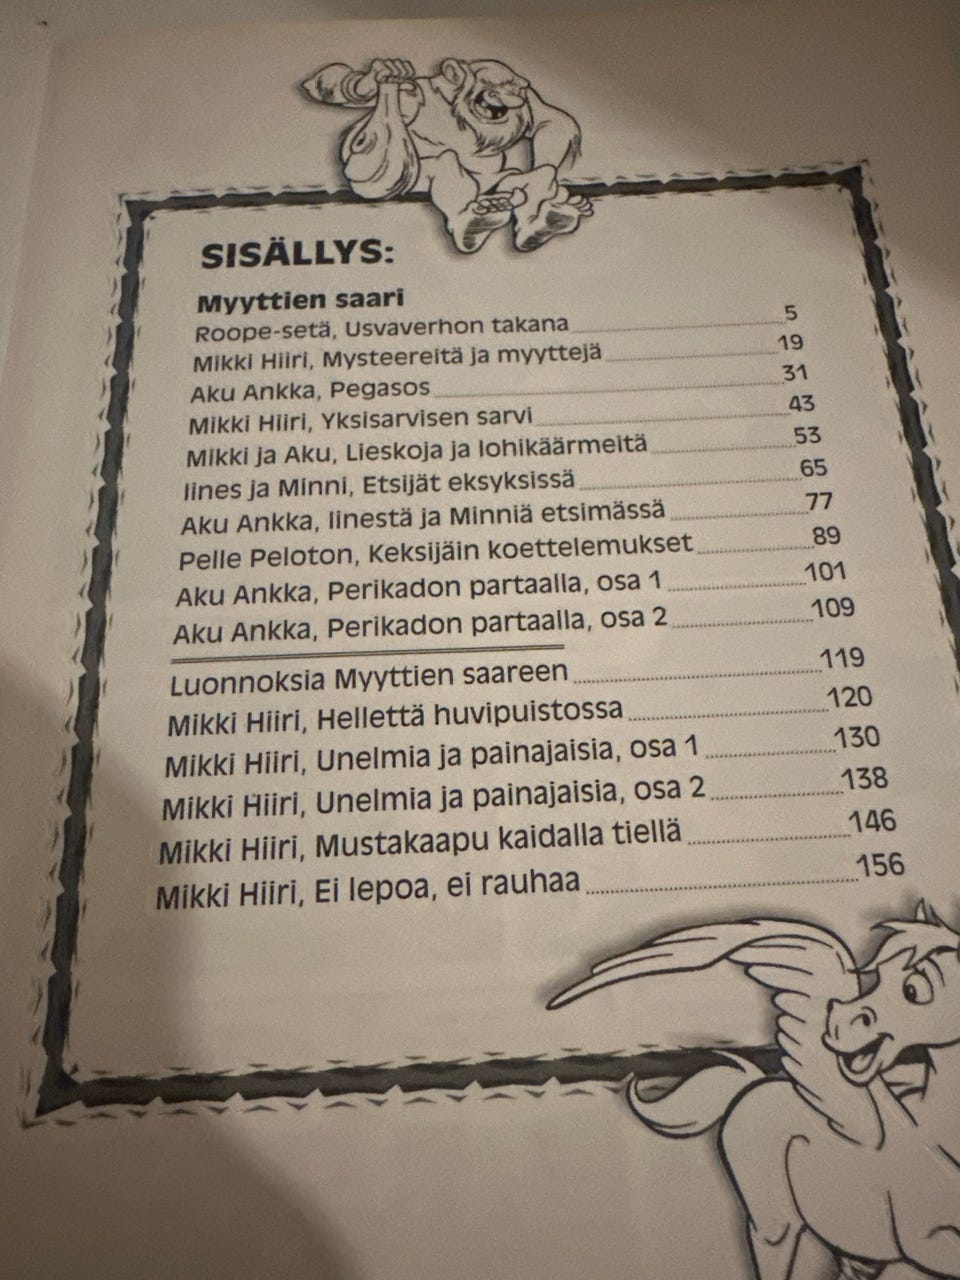 SISÄLLYS:
Myyttien saari
Roope-setä, Usvaverhon takana 5
Mikki Hiiri, Mysteereitä ja myyttejä 19
Aku Ankka, Pegasos 31
Mikki Hiiri, Yksisarvisen sarvi 43
Mikki ja Aku, Lieskoja ja lohikäärmeitä 53
Iines ja Minni, Etsijät eksyksissä 65
Aku Ankka, Iinestä ja Minniä etsimässä 77
Pelle Peloton, Keksijäin koettelemukset 89
Aku Ankka, Perikadon partaalla, osa 1 101
Aku Ankka, Perikadon partaalla, osa 2 109
Luonnoksia Myyttien saareen 119
Mikki Hiiri, Hellettä huvipuistossa 120
Mikki Hiiri, Unelmia ja painajaisia, osa 1 130
Mikki Hiiri, Unelmia ja painajaisia, osa 2 138
Mikki Hiiri, Mustakaapu kaidalla tiellä 146
Mikki Hiiri, Ei lepoa, ei rauhaa 156